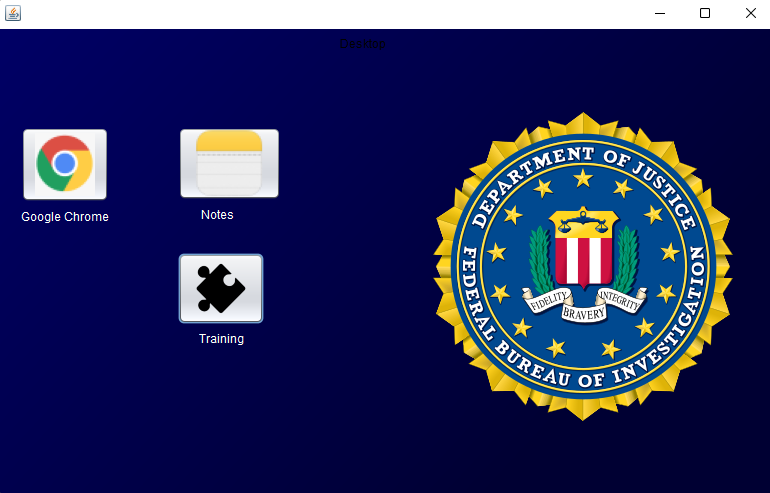 Desktop
Google Chrome
Notes
Training
DEPARTMENT OF JUSTICE
FIDELITY
BRAVERY
INTEGRITY
FEDERAL BUREAU OF INVESTIGATION